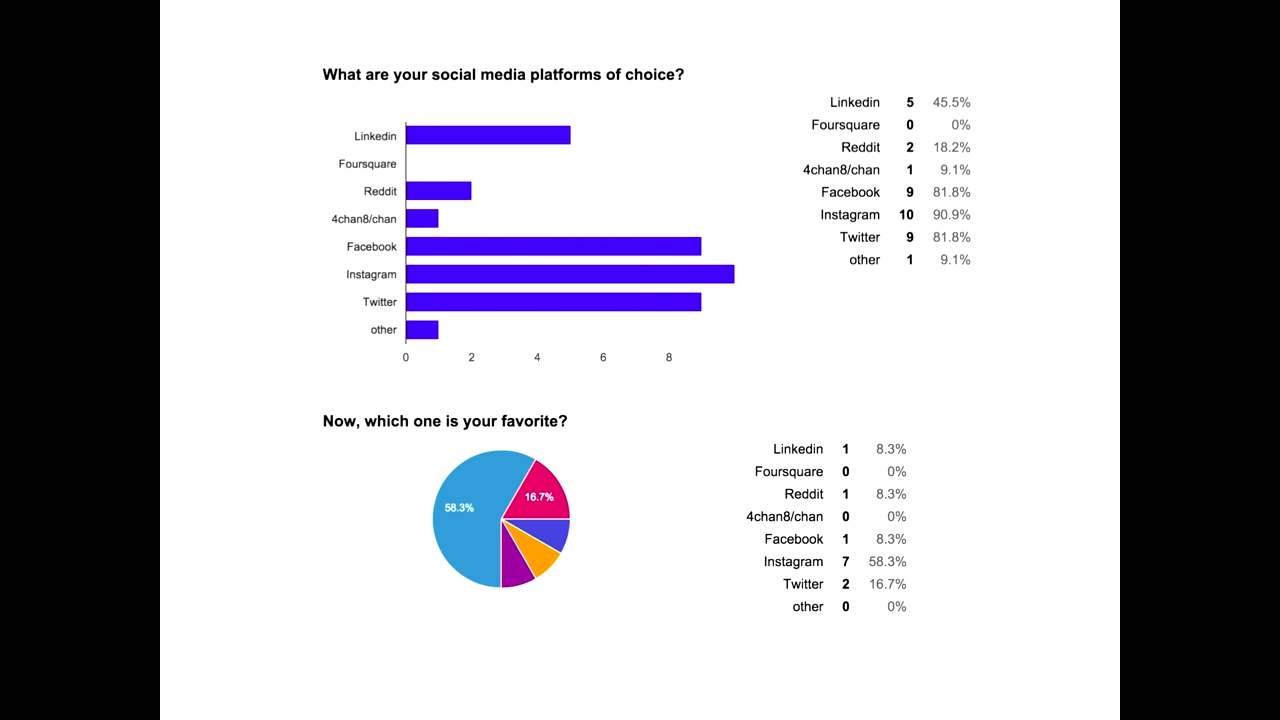 What are your social media platforms of choice?
Linkedin
Foursquare
Reddit
4chan8/chan
Facebook
Instagram
Twitter
other
0 2 4 6 8
Linkedin 5 45.5%
Foursquare 0 0%
Reddit 2 18.2%
4chan8/chan 1 9.1%
Facebook 9 81.8%
Instagram 10 90.9%
Twitter 9 81.8%
other 1 9.1%
Now, which one is your favorite?
58.3%
16.7%
Linkedin 1 8.3%
Foursquare 0 0%
Reddit 1 8.3%
4chan8/chan 0 0%
Facebook 1 8.3%
Instagram 7 58.3%
Twitter 2 16.7%
other 0 0%